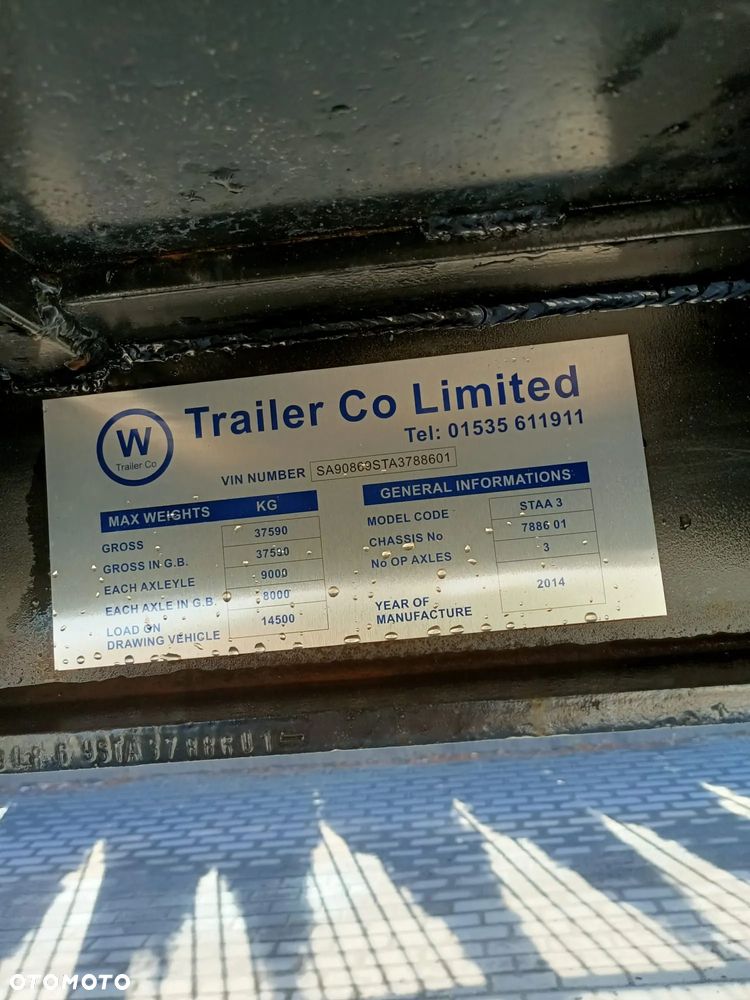 W
Trailer Co
Trailer Co Limited
Tel: 01535 611911
VIN NUMBER SA90869STA3788601
MAX WEIGHTS KG
GROSS 37590
GROSS IN G.B. 37590
EACH AXLEYLE 9000
EACH AXLE IN G.B. 8000
LOAD ON
DRAWING VEHICLE 14500
GENERAL INFORMATIONS
MODEL CODE STAA 3
CHASSIS No 788601
No OP AXLES 3
YEAR OF
MANUFACTURE 2014
OTOMOTO